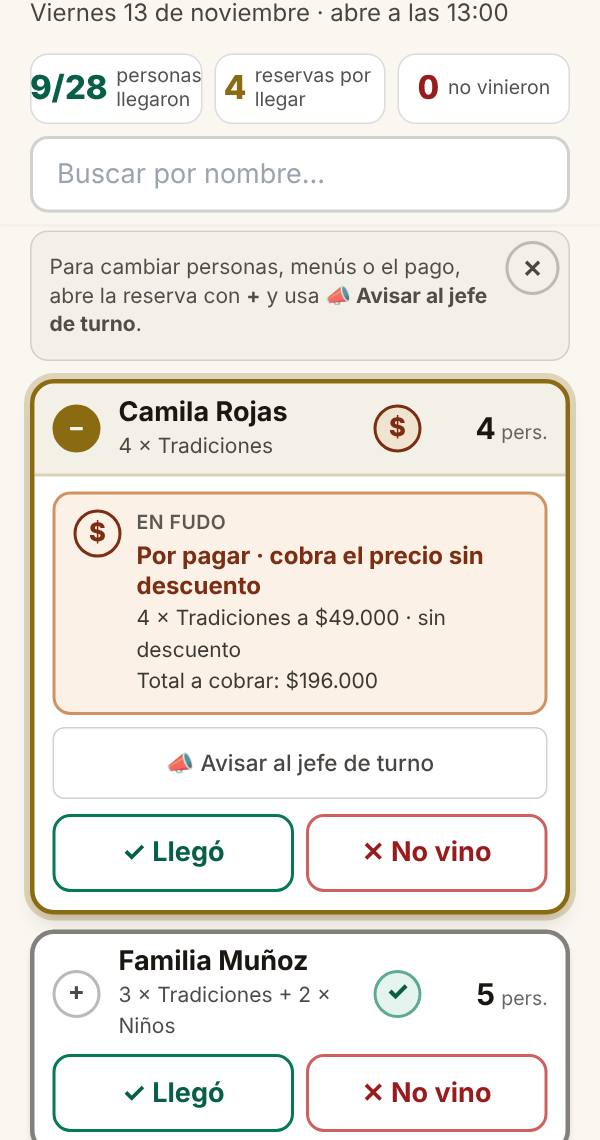 Viernes 13 de noviembre · abre a las 13:00
9/28 personas llegaron
4 reservas por llegar
0 no vinieron
Buscar por nombre...
Para cambiar personas, menús o el pago,
abre la reserva con + y usa 📣 Avisar al jefe
de turno.
✕
−
Camila Rojas
4 × Tradiciones
$
4 pers.
$
EN FUDO
Por pagar · cobra el precio sin
descuento
4 × Tradiciones a $49.000 · sin
descuento
Total a cobrar: $196.000
📣 Avisar al jefe de turno
✓ Llegó
✕ No vino
+
Familia Muñoz
3 × Tradiciones + 2 ×
Niños
✓
5 pers.
✓ Llegó
✕ No vino